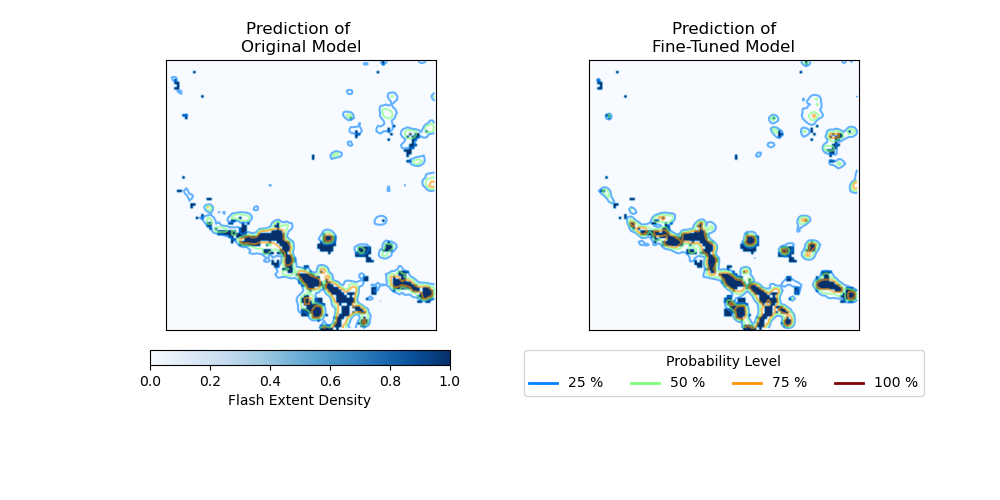 Prediction of
Original Model
Prediction of
Fine-Tuned Model
0.0 0.2 0.4 0.6 0.8 1.0
Flash Extent Density
Probability Level
25 % 50 % 75 % 100 %